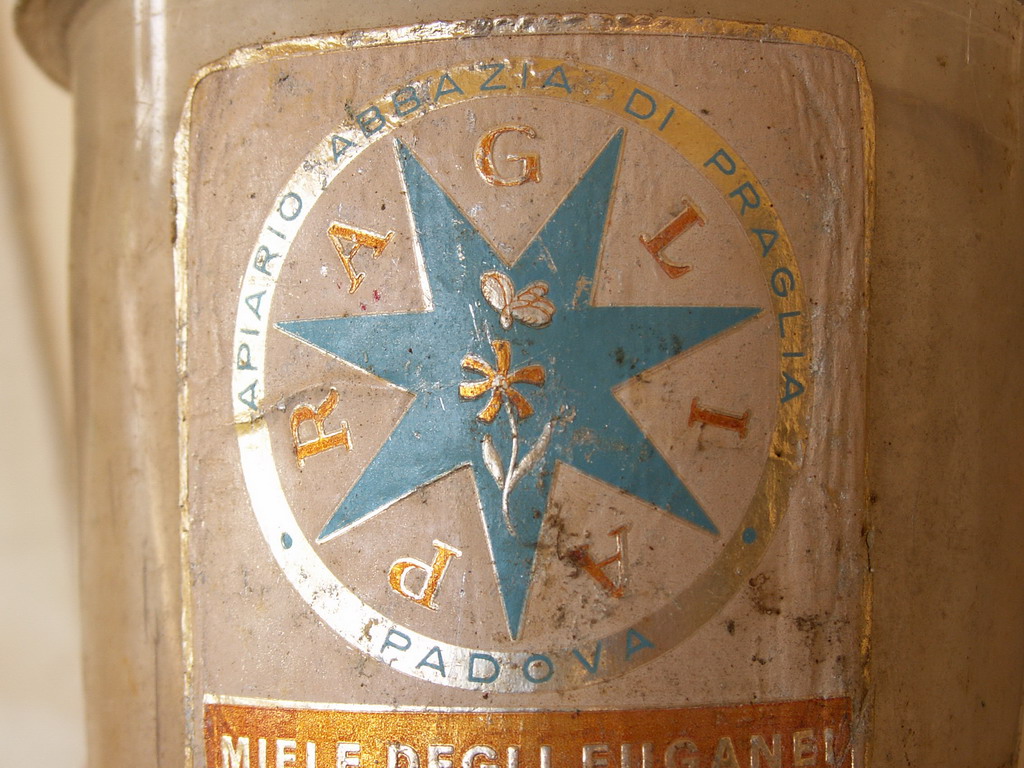 APIARIO ABBAZIA DI PRAGLIA
PRAGLIA
• PADOVA •
MIELE DEGLI EUGANEI